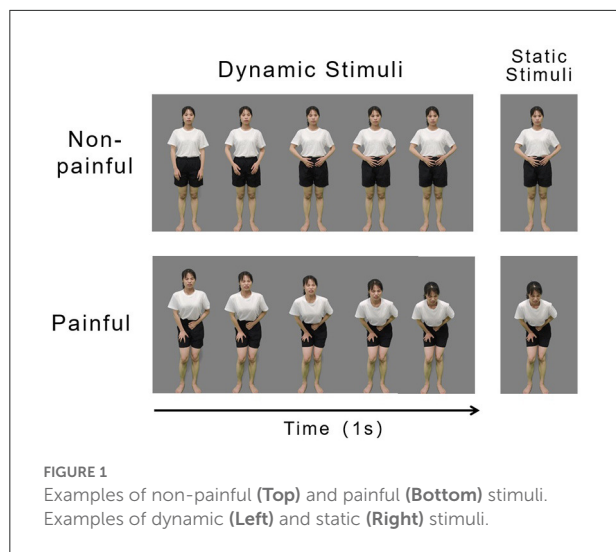 Dynamic Stimuli
Static
Stimuli
Non-
painful
Painful
Time (1s)
FIGURE 1
Examples of non-painful (Top) and painful (Bottom) stimuli.
Examples of dynamic (Left) and static (Right) stimuli.